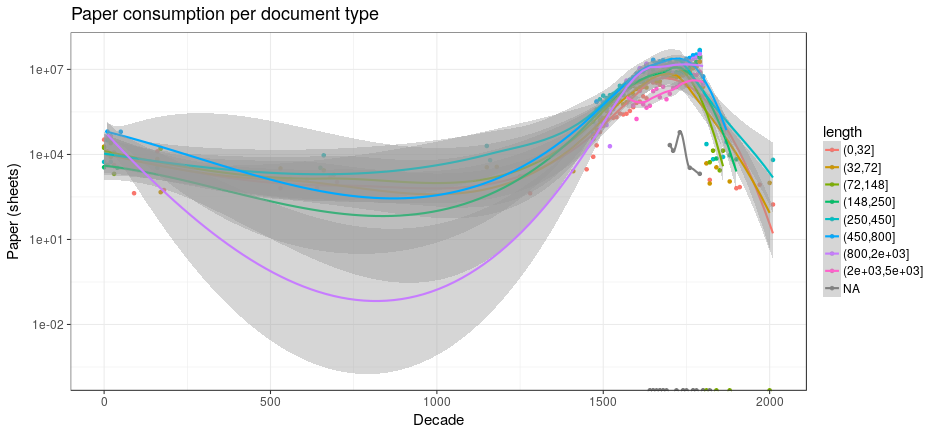 Paper consumption per document type
1e+07
1e+04
1e+01
1e-02
Paper (sheets)
0
500
1000
1500
2000
Decade
length
(0,32]
(32,72]
(72,148]
(148,250]
(250,450]
(450,800]
(800,2e+03]
(2e+03,5e+03]
NA